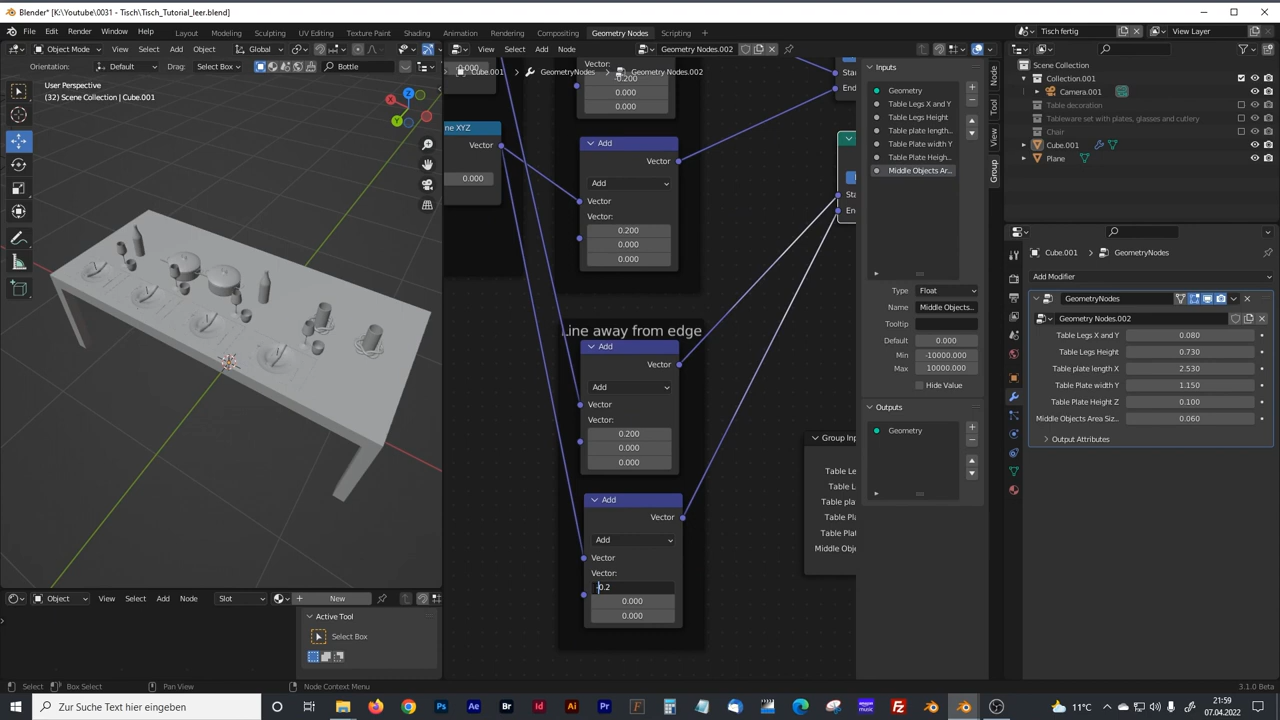 Blender* [K:\Youtube\0031 - Tisch\Tisch_Tutorial_leer.blend]
File Edit Render Window Help Layout Modeling Sculpting UV Editing Texture Paint Shading Animation Rendering Compositing Geometry Nodes Scripting
Tisch fertig
View Layer
Object Mode View Select Add Object Global
Orientation: Default Drag: Select Box Bottle
User Perspective
(32) Scene Collection | Cube.001
X
Y
Z
View Select Add Node Geometry Nodes.002
Cube.001 GeometryNodes Geometry Nodes.002
0.000
Vector:
-0.200
0.000
0.000
ne XYZ
Vector
0.000
Add
Vector
Add
Vector
Vector:
0.200
0.000
0.000
Line away from edge
Add
Vector
Add
Vector
Vector:
0.200
0.000
0.000
Add
Vector
Add
Vector
Vector:
-0.2
0.000
0.000
Group Inp
Table Le
Table L
Table plat
Table Pla
Table Pla
Middle Obje
Inputs
Geometry
Table Legs X and Y
Table Legs Height
Table plate length...
Table Plate width Y
Table Plate Heigh...
Middle Objects Ar...
Type Float
Name Middle Objects...
Tooltip
Default 0.000
Min -10000.000
Max 10000.000
Hide Value
Outputs
Geometry
Node
Tool
View
Group
Scene Collection
Collection.001
Camera.001
Table decoration
Tableware set with plates, glasses and cutlery
Chair
Cube.001
Plane
Cube.001 GeometryNodes
Add Modifier
GeometryNodes
Geometry Nodes.002
Table Legs X and Y 0.080
Table Legs Height 0.730
Table plate length X 2.530
Table Plate width Y 1.150
Table Plate Height Z 0.100
Middle Objects Area Siz... 0.060
Output Attributes
Object View Select Add Node Slot New
Active Tool
Select Box
Select Box Select Pan View Node Context Menu 3.1.0 Beta
Zur Suche Text hier eingeben
11°C
21:59
07.04.2022